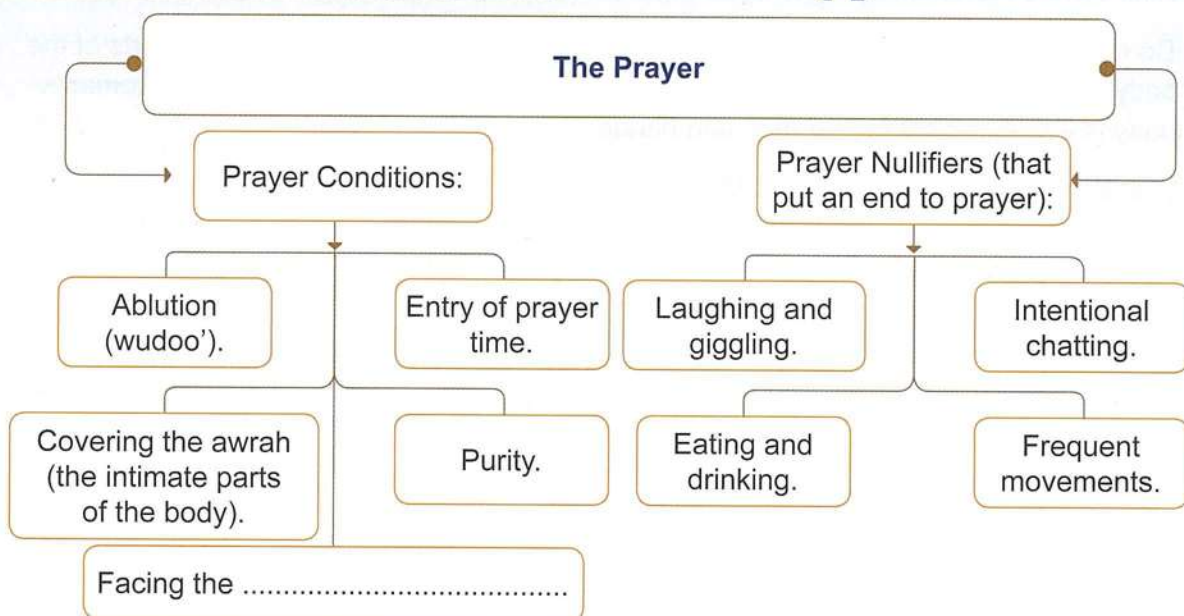 The Prayer
Prayer Conditions:
Prayer Nullifiers (that
put an end to prayer):
Ablution
(wudoo').
Entry of prayer
time.
Laughing and
giggling.
Intentional
chatting.
Covering the awrah
(the intimate parts
of the body).
Purity.
Eating and
drinking.
Frequent
movements.
Facing the ........................................